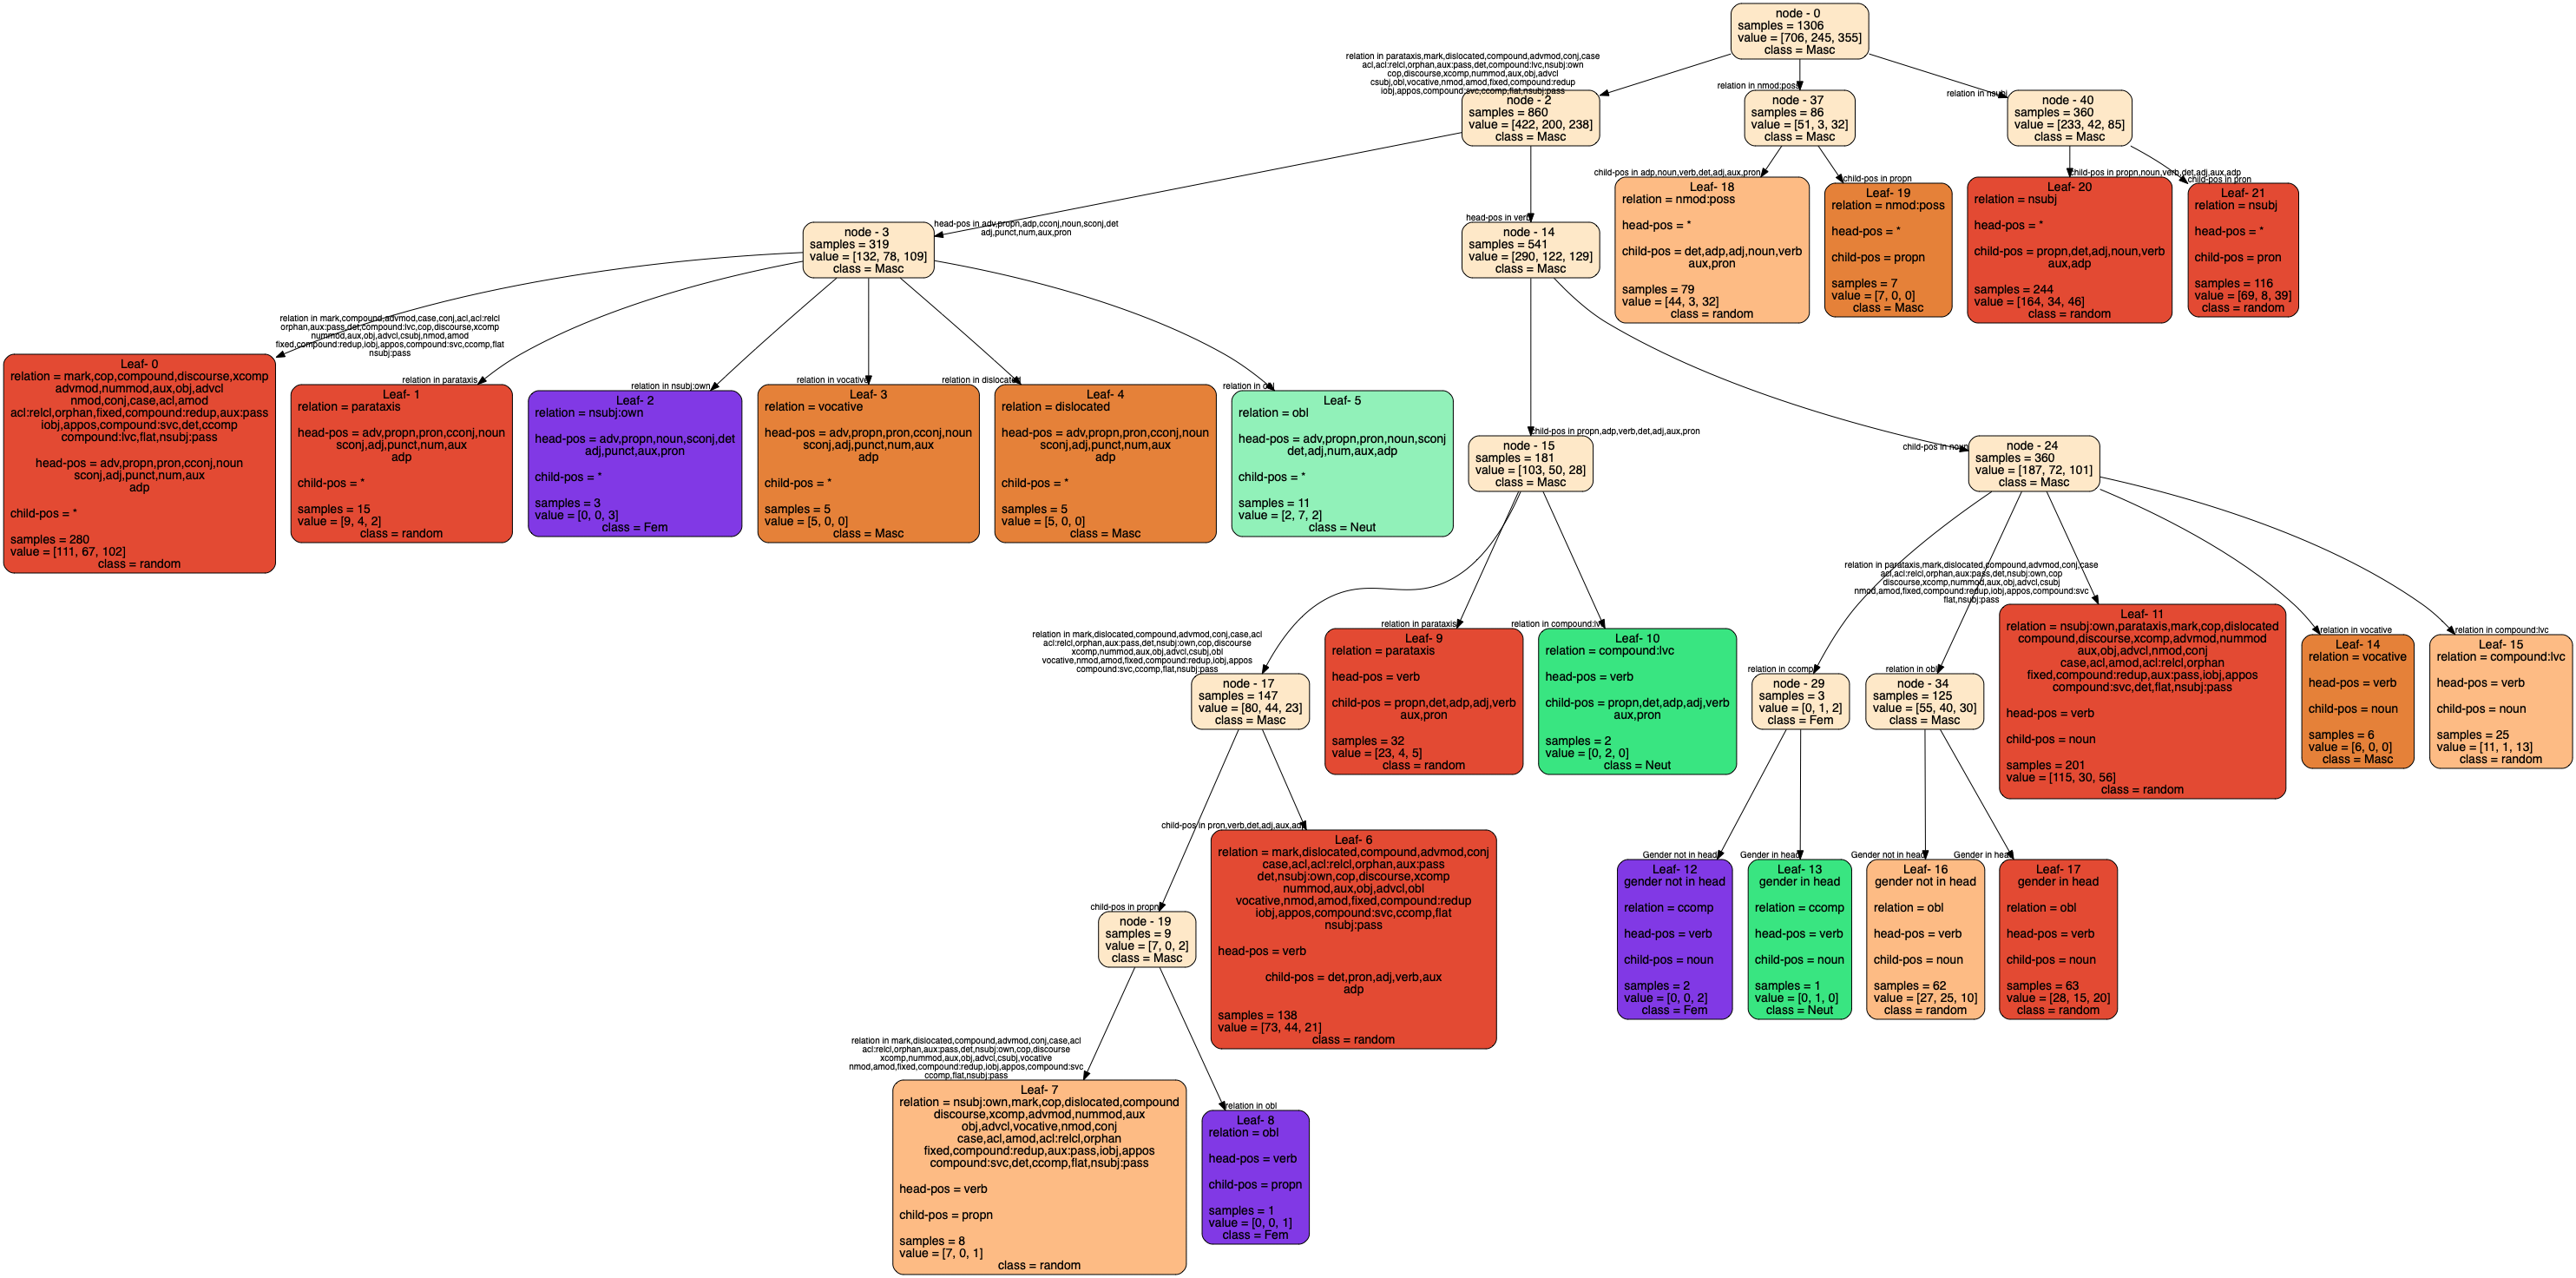 node - 0
samples = 1306
value = [706, 245, 355]
class = Masc
relation in parataxis,mark,dislocated,compound,advmod,conj,case
acl,acl:relcl,orphan,aux:pass,det,compound:lvc,nsubj:own
cop,discourse,xcomp,nummod,aux,obj,advcl
csubj,obl,vocative,nmod,amod,fixed,compound:redup
iobj,appos,compound:svc,ccomp,flat,nsubj:pass
node - 2
samples = 860
value = [422, 200, 238]
class = Masc
relation in nmod:poss
node - 37
samples = 86
value = [51, 3, 32]
class = Masc
relation in nsubj
node - 40
samples = 360
value = [233, 42, 85]
class = Masc
head-pos in adv,propn,adp,cconj,noun,sconj,det
adj,punct,num,aux,pron
node - 3
samples = 319
value = [132, 78, 109]
class = Masc
head-pos in verb
node - 14
samples = 541
value = [290, 122, 129]
class = Masc
child-pos in adp,noun,verb,det,adj,aux,pron
Leaf- 18
relation = nmod:poss
head-pos = *
child-pos = det,adp,adj,noun,verb
aux,pron
samples = 79
value = [44, 3, 32]
class = random
child-pos in propn
Leaf- 19
relation = nmod:poss
head-pos = *
child-pos = propn
samples = 7
value = [7, 0, 0]
class = Masc
child-pos in propn,noun,verb,det,adj,aux,adp
Leaf- 20
relation = nsubj
head-pos = *
child-pos = propn,det,adj,noun,verb
aux,adp
samples = 244
value = [164, 34, 46]
class = random
child-pos in pron
Leaf- 21
relation = nsubj
head-pos = *
child-pos = pron
samples = 116
value = [69, 8, 39]
class = random
relation in mark,compound,advmod,case,conj,acl,acl:relcl
orphan,aux:pass,det,compound:lvc,cop,discourse,xcomp
nummod,aux,obj,advcl,csubj,nmod,amod
fixed,compound:redup,iobj,appos,compound:svc,ccomp,flat
nsubj:pass
Leaf- 0
relation = mark,cop,compound,discourse,xcomp
advmod,nummod,aux,obj,advcl
nmod,conj,case,acl,amod
acl:relcl,orphan,fixed,compound:redup,aux:pass
iobj,appos,compound:svc,det,ccomp
compound:lvc,flat,nsubj:pass
head-pos = adv,propn,pron,cconj,noun
sconj,adj,punct,num,aux
adp
child-pos = *
samples = 280
value = [111, 67, 102]
class = random
relation in parataxis
Leaf- 1
relation = parataxis
head-pos = adv,propn,pron,cconj,noun
sconj,adj,punct,num,aux
adp
child-pos = *
samples = 15
value = [9, 4, 2]
class = random
relation in nsubj:own
Leaf- 2
relation = nsubj:own
head-pos = adv,propn,noun,sconj,det
adj,punct,aux,pron
child-pos = *
samples = 3
value = [0, 0, 3]
class = Fem
relation in vocative
Leaf- 3
relation = vocative
head-pos = adv,propn,pron,cconj,noun
sconj,adj,punct,num,aux
adp
child-pos = *
samples = 5
value = [5, 0, 0]
class = Masc
relation in dislocated
Leaf- 4
relation = dislocated
head-pos = adv,propn,pron,cconj,noun
sconj,adj,punct,num,aux
adp
child-pos = *
samples = 5
value = [5, 0, 0]
class = Masc
relation in obl
Leaf- 5
relation = obl
head-pos = adv,propn,pron,noun,sconj
det,adj,num,aux,adp
child-pos = *
samples = 11
value = [2, 7, 2]
class = Neut
child-pos in propn,adp,verb,det,adj,aux,pron
node - 15
samples = 181
value = [103, 50, 28]
class = Masc
child-pos in noun
node - 24
samples = 360
value = [187, 72, 101]
class = Masc
relation in mark,dislocated,compound,advmod,conj,case,acl
acl:relcl,orphan,aux:pass,det,nsubj:own,cop,discourse
xcomp,nummod,aux,obj,advcl,csubj,obl
vocative,nmod,amod,fixed,compound:redup,iobj,appos
compound:svc,ccomp,flat,nsubj:pass
node - 17
samples = 147
value = [80, 44, 23]
class = Masc
relation in parataxis
Leaf- 9
relation = parataxis
head-pos = verb
child-pos = propn,det,adp,adj,verb
aux,pron
samples = 32
value = [23, 4, 5]
class = random
relation in compound:lvc
Leaf- 10
relation = compound:lvc
head-pos = verb
child-pos = propn,det,adp,adj,verb
aux,pron
samples = 2
value = [0, 2, 0]
class = Neut
relation in ccomp
node - 29
samples = 3
value = [0, 1, 2]
class = Fem
relation in obl
node - 34
samples = 125
value = [55, 40, 30]
class = Masc
relation in parataxis,mark,dislocated,compound,advmod,conj,case
acl,acl:relcl,orphan,aux:pass,det,nsubj:own,cop
discourse,xcomp,nummod,aux,obj,advcl,csubj
nmod,amod,fixed,compound:redup,iobj,appos,compound:svc
flat,nsubj:pass
Leaf- 11
relation = nsubj:own,parataxis,mark,cop,dislocated
compound,discourse,xcomp,advmod,nummod
aux,obj,advcl,nmod,conj
case,acl,amod,acl:relcl,orphan
fixed,compound:redup,aux:pass,iobj,appos
compound:svc,det,flat,nsubj:pass
head-pos = verb
child-pos = noun
samples = 201
value = [115, 30, 56]
class = random
relation in vocative
Leaf- 14
relation = vocative
head-pos = verb
child-pos = noun
samples = 6
value = [6, 0, 0]
class = Masc
relation in compound:lvc
Leaf- 15
relation = compound:lvc
head-pos = verb
child-pos = noun
samples = 25
value = [11, 1, 13]
class = random
child-pos in propn
node - 19
samples = 9
value = [7, 0, 2]
class = Masc
child-pos in pron,verb,det,adj,aux,adp
Leaf- 6
relation = mark,dislocated,compound,advmod,conj
case,acl,acl:relcl,orphan,aux:pass
det,nsubj:own,cop,discourse,xcomp
nummod,aux,obj,advcl,obl
vocative,nmod,amod,fixed,compound:redup
iobj,appos,compound:svc,ccomp,flat
nsubj:pass
head-pos = verb
child-pos = det,pron,adj,verb,aux
adp
samples = 138
value = [73, 44, 21]
class = random
Gender not in head
Leaf- 12
gender not in head
relation = ccomp
head-pos = verb
child-pos = noun
samples = 2
value = [0, 0, 2]
class = Fem
Gender in head
Leaf- 13
gender in head
relation = ccomp
head-pos = verb
child-pos = noun
samples = 1
value = [0, 1, 0]
class = Neut
Gender not in head
Leaf- 16
gender not in head
relation = obl
head-pos = verb
child-pos = noun
samples = 62
value = [27, 25, 10]
class = random
Gender in head
Leaf- 17
gender in head
relation = obl
head-pos = verb
child-pos = noun
samples = 63
value = [28, 15, 20]
class = random
relation in mark,dislocated,compound,advmod,conj,case,acl
acl:relcl,orphan,aux:pass,det,nsubj:own,cop,discourse
xcomp,nummod,aux,obj,advcl,csubj,vocative
nmod,amod,fixed,compound:redup,iobj,appos,compound:svc
ccomp,flat,nsubj:pass
Leaf- 7
relation = nsubj:own,mark,cop,dislocated,compound
discourse,xcomp,advmod,nummod,aux
obj,advcl,vocative,nmod,conj
case,acl,amod,acl:relcl,orphan
fixed,compound:redup,aux:pass,iobj,appos
compound:svc,det,ccomp,flat,nsubj:pass
head-pos = verb
child-pos = propn
samples = 8
value = [7, 0, 1]
class = random
relation in obl
Leaf- 8
relation = obl
head-pos = verb
child-pos = propn
samples = 1
value = [0, 0, 1]
class = Fem